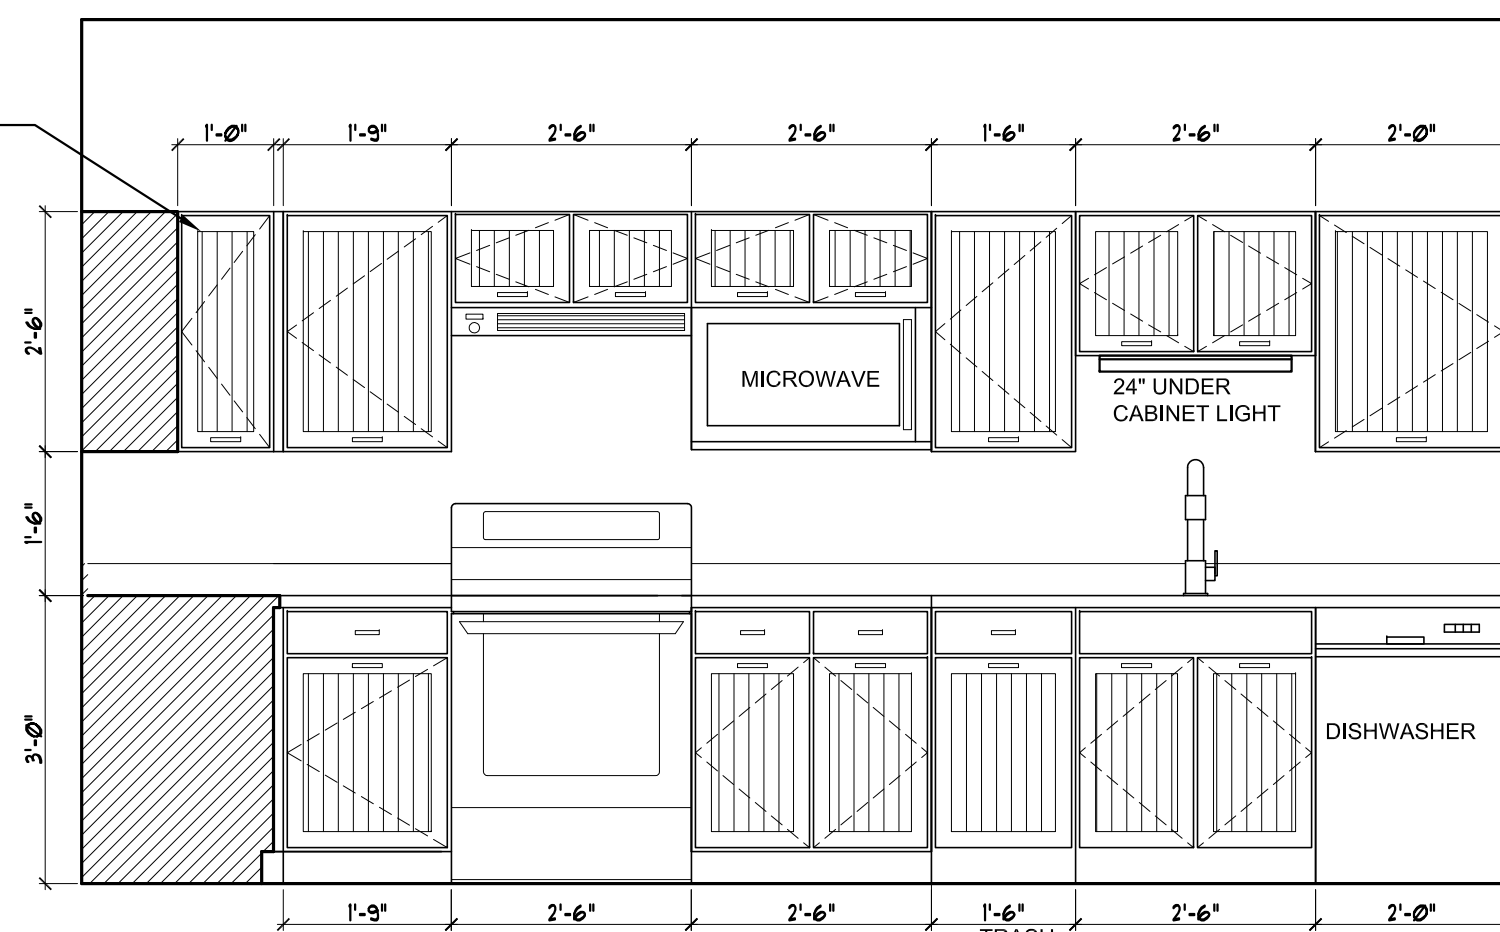 1'-0" 1'-9" 2'-6" 2'-6" 1'-6" 2'-6" 2'-0"
2'-6"
MICROWAVE
24" UNDER
CABINET LIGHT
1'-6"
3'-0"
DISHWASHER
1'-9" 2'-6" 2'-6" 1'-6" 2'-6" 2'-0"
TRASH